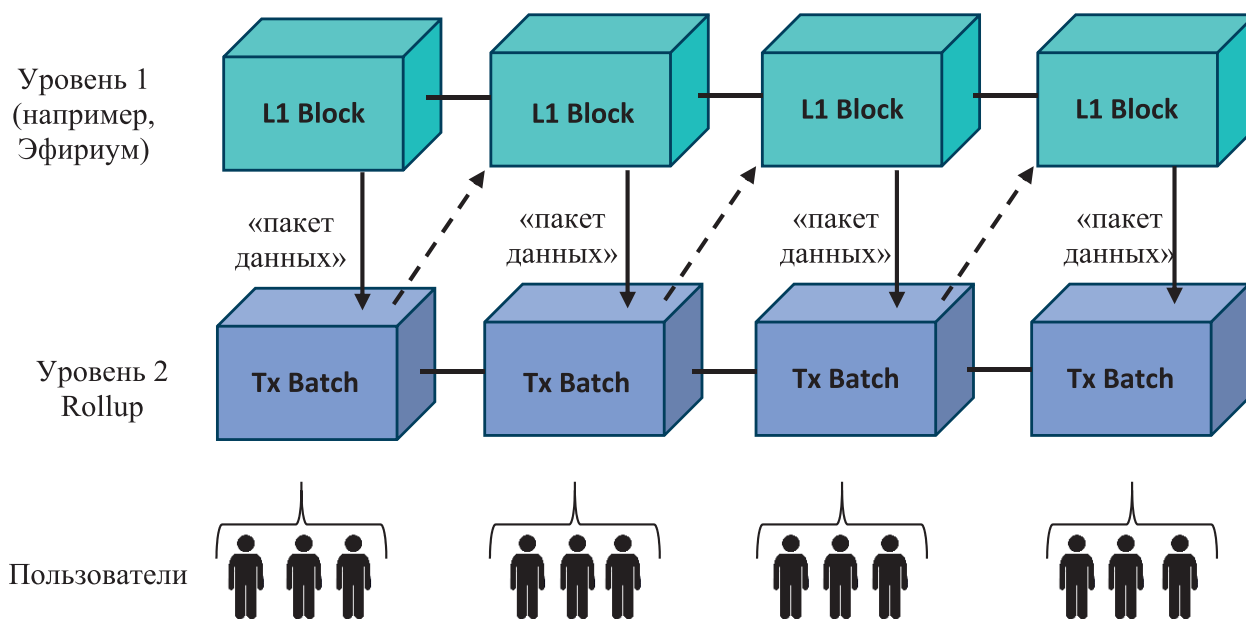 Уровень 1
(например,
Эфириум)
L1 Block
L1 Block
L1 Block
L1 Block
«пакет
данных»
«пакет
данных»
«пакет
данных»
«пакет
данных»
Уровень 2
Rollup
Tx Batch
Tx Batch
Tx Batch
Tx Batch
Пользователи